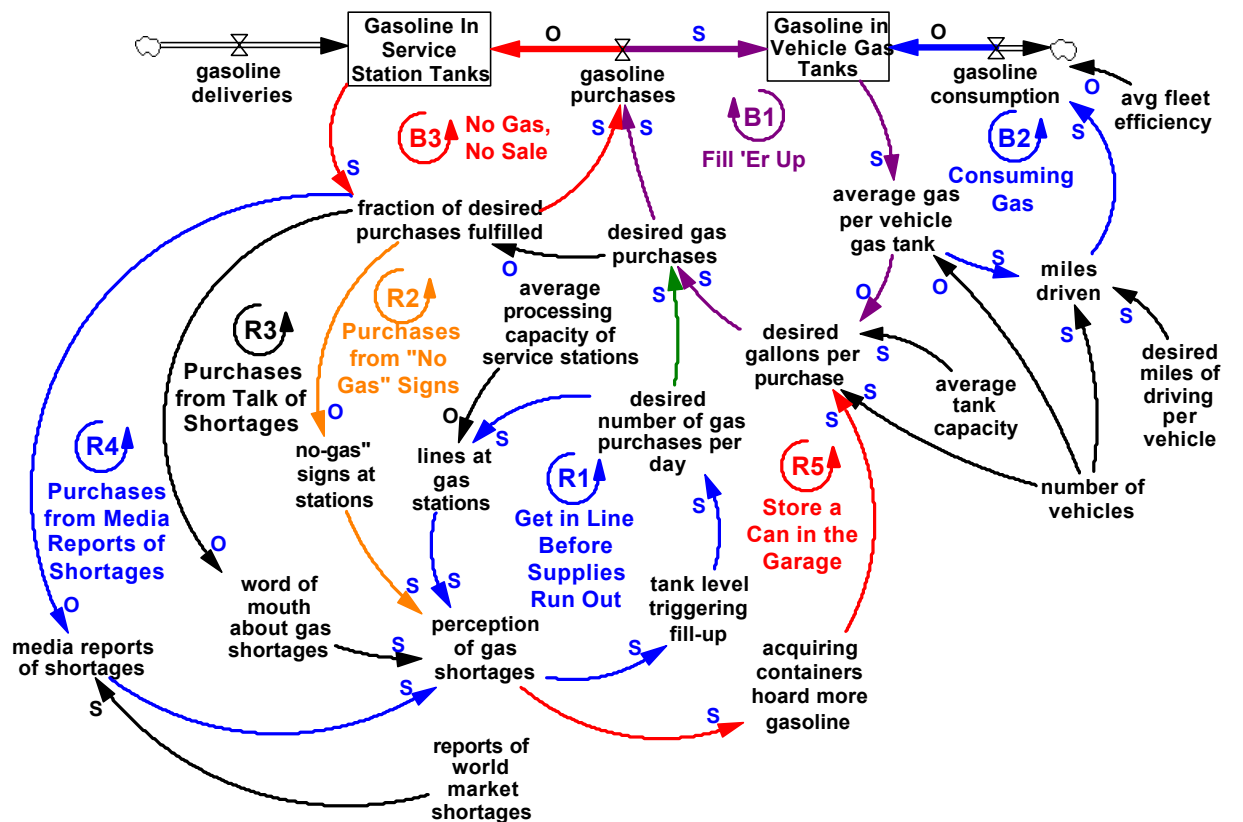 Gasoline In
Service
Station Tanks
O
S
Gasoline in
Vehicle Gas
Tanks
O
gasoline
deliveries
gasoline
purchases
gasoline
consumption
O
avg fleet
efficiency
B3
No Gas,
No Sale
S
S
B1
Fill 'Er Up
S
B2
Consuming
Gas
S
S
average gas
per vehicle
gas tank
fraction of desired
purchases fulfilled
desired gas
purchases
S
O
miles
driven
O
R2
Purchases
from "No
Gas" Signs
average
processing
capacity of
service stations
S
S
O
S
S
R3
Purchases
from Talk of
Shortages
desired
gallons per
purchase
S
average
tank
capacity
desired
miles of
driving per
vehicle
O
O
S
desired
number of gas
purchases per
day
S
S
R4
Purchases
from Media
Reports of
Shortages
no-gas"
signs at
stations
lines at
gas
stations
R1
Get in Line
Before
Supplies
Run Out
S
R5
Store a
Can in the
Garage
number of
vehicles
O
O
word of
mouth
about gas
shortages
S
S
S
perception
of gas
shortages
S
tank level
triggering
fill-up
media reports
of shortages
S
S
S
acquiring
containers
hoard more
gasoline
reports of
world
market
shortages